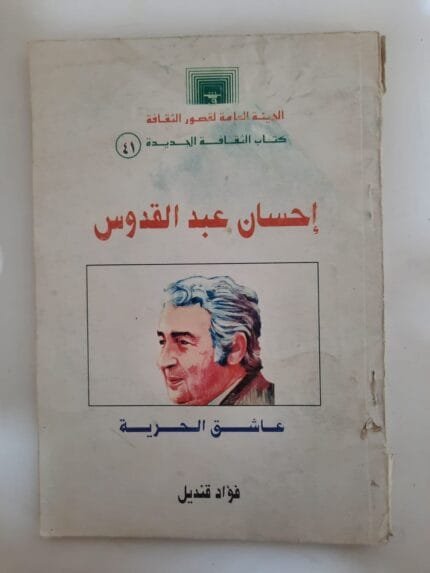 الهيئة العامة لقصور الثقافة
كتاب الثقافة الجديدة ٤١
إحسان عبد القدوس
عاشق الحرية
فؤاد قنديل